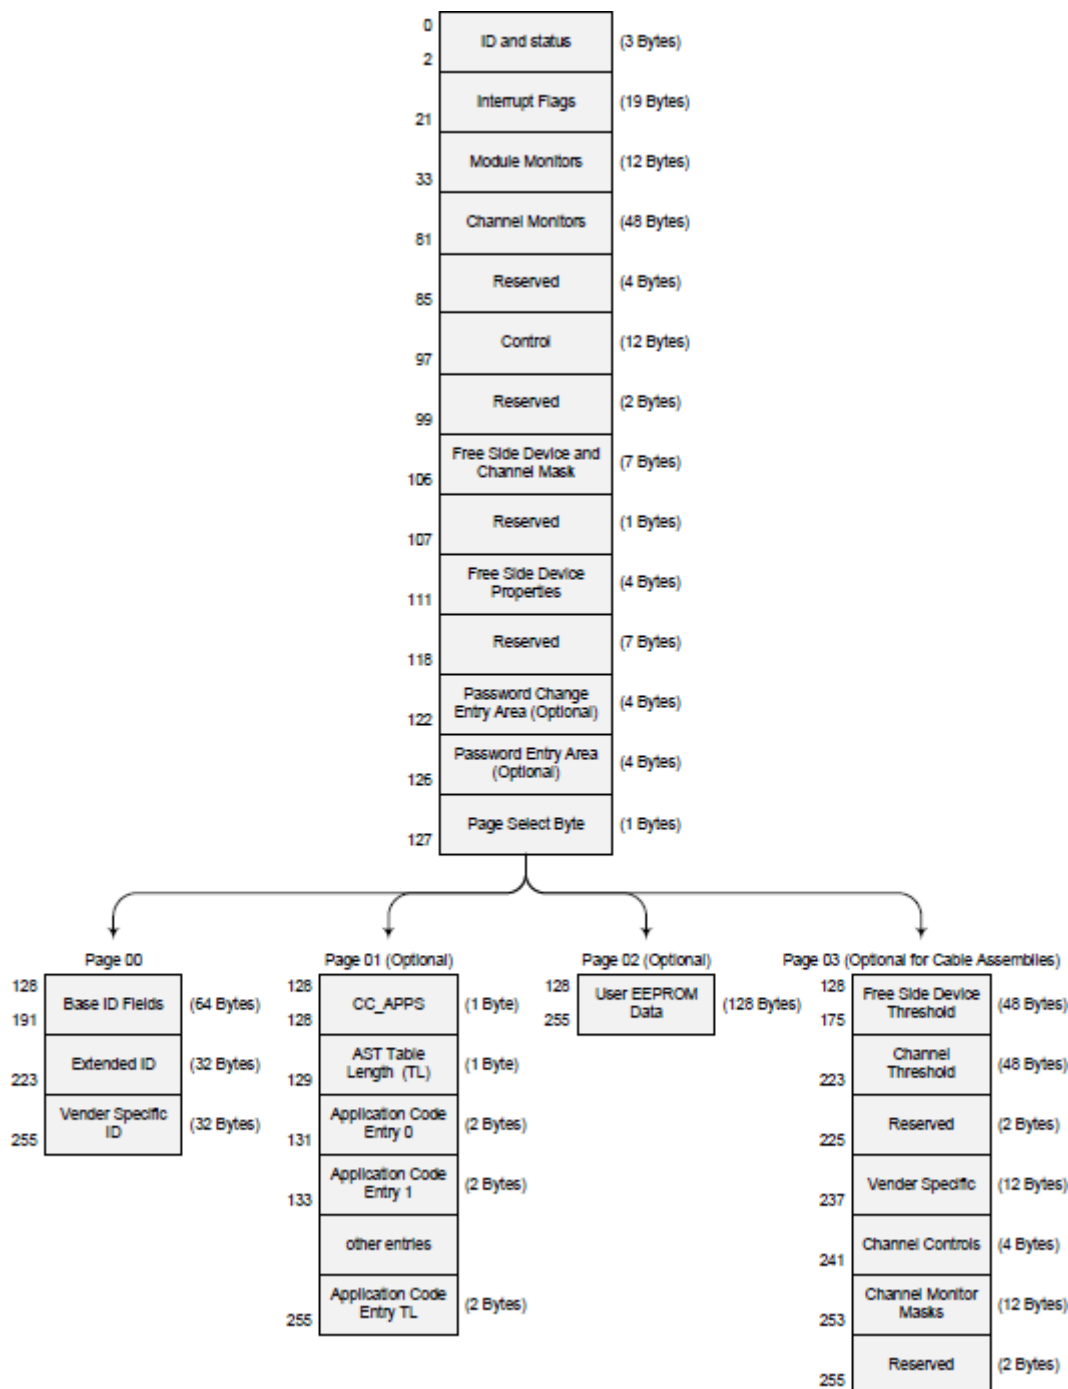 0
ID and status
(3 Bytes)
2
Interrupt Flags
(19 Bytes)
21
Module Monitors
(12 Bytes)
33
Channel Monitors
(48 Bytes)
81
Reserved
(4 Bytes)
85
Control
(12 Bytes)
97
Reserved
(2 Bytes)
99
Free Side Device and
Channel Mask
(7 Bytes)
106
Reserved
(1 Bytes)
107
Free Side Device
Properties
(4 Bytes)
111
Reserved
(7 Bytes)
118
Password Change
Entry Area (Optional)
(4 Bytes)
122
Password Entry Area
(Optional)
(4 Bytes)
126
Page Select Byte
(1 Bytes)
127
Page 00
128
Base ID Fields
(64 Bytes)
191
Extended ID
(32 Bytes)
223
Vender Specific
ID
(32 Bytes)
255
Page 01 (Optional)
128
CC_APPS
(1 Byte)
128
AST Table
Length (TL)
(1 Byte)
129
Application Code
Entry 0
(2 Bytes)
131
Application Code
Entry 1
(2 Bytes)
133
other entries
Application Code
Entry TL
(2 Bytes)
255
Page 02 (Optional)
128
User EEPROM
Data
(128 Bytes)
255
Page 03 (Optional for Cable Assemblies)
128
Free Side Device
Threshold
(48 Bytes)
175
Channel
Threshold
(48 Bytes)
223
Reserved
(2 Bytes)
225
Vender Specific
(12 Bytes)
237
Channel Controls
(4 Bytes)
241
Channel Monitor
Masks
(12 Bytes)
253
Reserved
(2 Bytes)
255